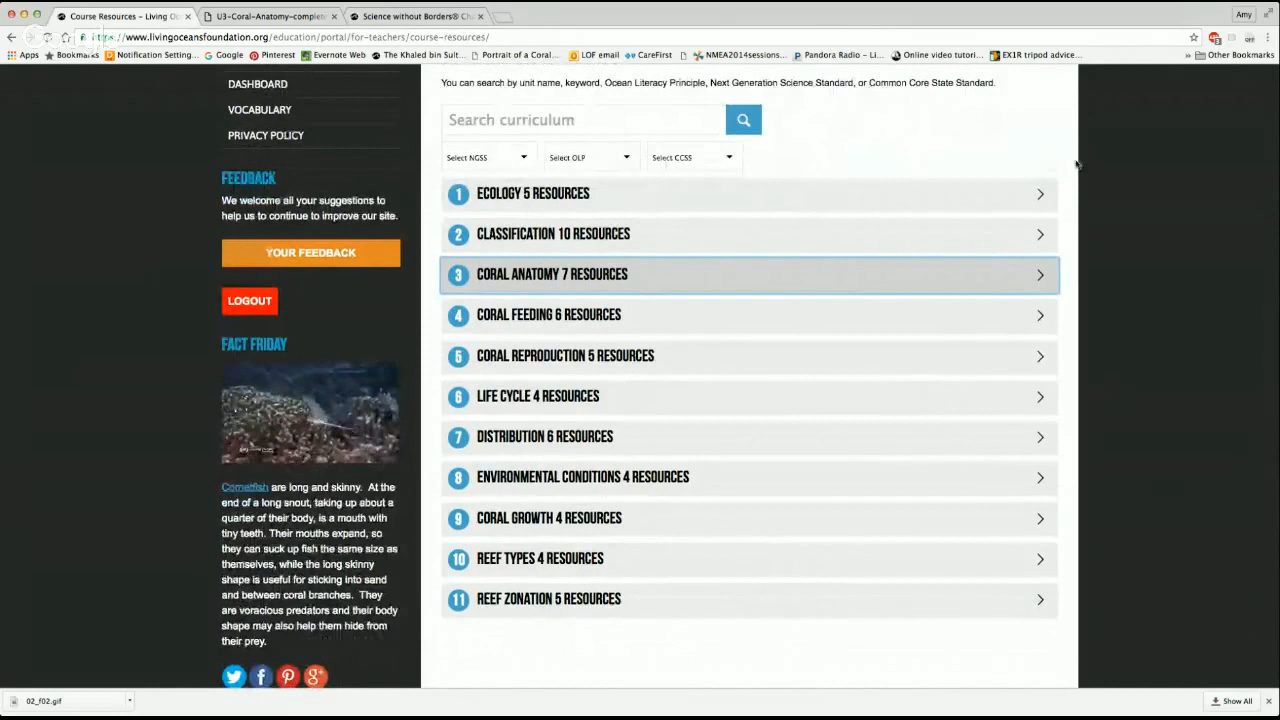 Course Resources – Living Oc
U3-Coral-Anatomy-complet
Science without Borders® Cha
Amy
https://www.livingoceansfoundation.org/education/portal/for-teachers/course-resources/
Apps
Bookmarks
Notification Setting...
Google
Pinterest
Evernote Web
The Khaled bin Sult...
Portrait of a Coral...
LOF email
CareFirst
NMEA2014sessions...
Pandora Radio – Li...
Online video tutori...
EX1R tripod advice...
Other Bookmarks
DASHBOARD
VOCABULARY
PRIVACY POLICY
FEEDBACK
We welcome all your suggestions to
help us to continue to improve our site.
YOUR FEEDBACK
LOGOUT
FACT FRIDAY
Cornetfish are long and skinny. At the
end of a long snout, taking up about a
quarter of their body, is a mouth with
tiny teeth. Their mouths expand, so
they can suck up fish the same size as
themselves, while the long skinny
shape is useful for sticking into sand
and between coral branches. They
are voracious predators and their body
shape may also help them hide from
their prey.
You can search by unit name, keyword, Ocean Literacy Principle, Next Generation Science Standard, or Common Core State Standard.
Search curriculum
Select NGSS
Select OLP
Select CCSS
1 ECOLOGY 5 RESOURCES
2 CLASSIFICATION 10 RESOURCES
3 CORAL ANATOMY 7 RESOURCES
4 CORAL FEEDING 6 RESOURCES
5 CORAL REPRODUCTION 5 RESOURCES
6 LIFE CYCLE 4 RESOURCES
7 DISTRIBUTION 6 RESOURCES
8 ENVIRONMENTAL CONDITIONS 4 RESOURCES
9 CORAL GROWTH 4 RESOURCES
10 REEF TYPES 4 RESOURCES
11 REEF ZONATION 5 RESOURCES
02_f02.gif
Show All